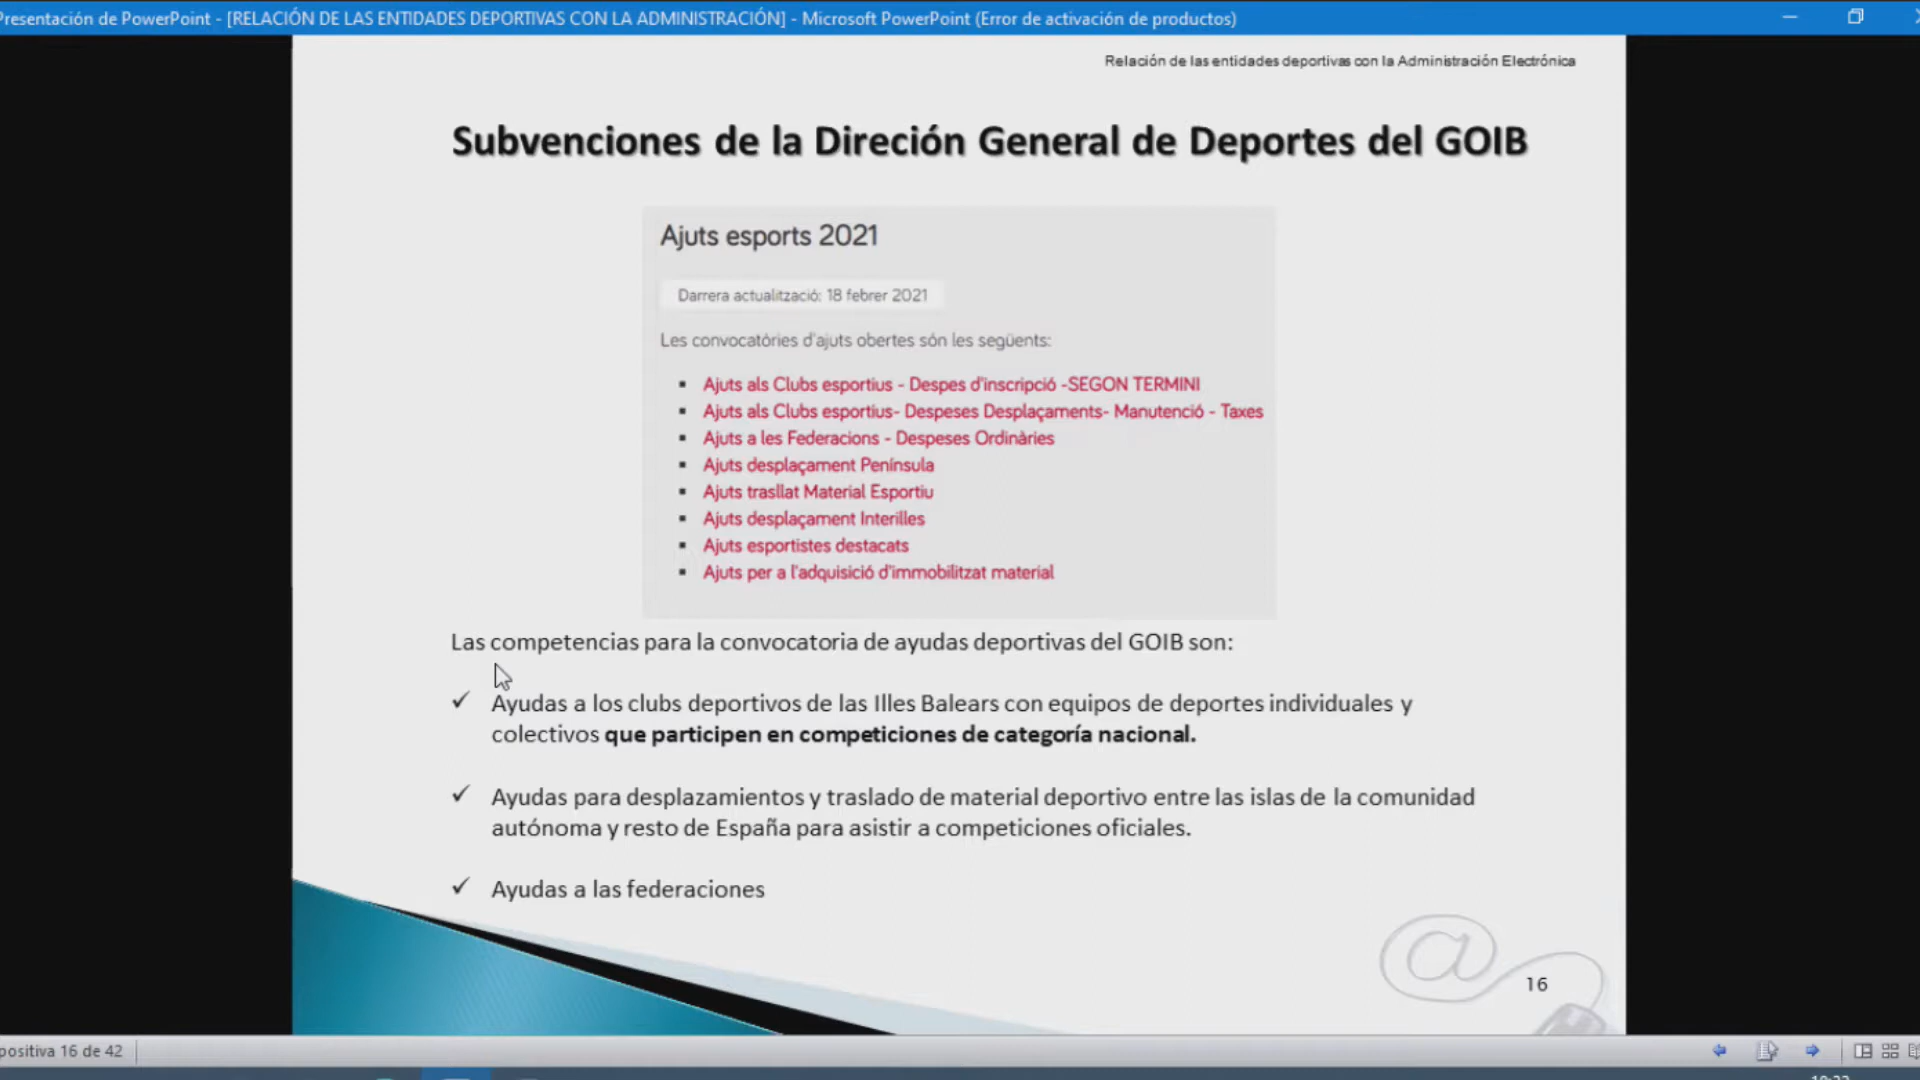 Presentación de PowerPoint - [RELACIÓN DE LAS ENTIDADES DEPORTIVAS CON LA ADMINISTRACIÓN] - Microsoft PowerPoint (Error de activación de productos)
Relación de las entidades deportivas con la Administración Electrónica
Subvenciones de la Direción General de Deportes del GOIB
Ajuts esports 2021
Darrera actualització: 18 febrer 2021
Les convocatòries d'ajuts obertes són les següents:
▪ Ajuts als Clubs esportius - Despes d'inscripció -SEGON TERMINI
▪ Ajuts als Clubs esportius- Despeses Desplaçaments- Manutenció - Taxes
▪ Ajuts a les Federacions - Despeses Ordinàries
▪ Ajuts desplaçament Península
▪ Ajuts trasllat Material Esportiu
▪ Ajuts desplaçament Interilles
▪ Ajuts esportistes destacats
▪ Ajuts per a l'adquisició d'immobilitzat material
Las competencias para la convocatoria de ayudas deportivas del GOIB son:
✓ Ayudas a los clubs deportivos de las Illes Balears con equipos de deportes individuales y
colectivos que participen en competiciones de categoría nacional.
✓ Ayudas para desplazamientos y traslado de material deportivo entre las islas de la comunidad
autónoma y resto de España para asistir a competiciones oficiales.
✓ Ayudas a las federaciones
16
positiva 16 de 42